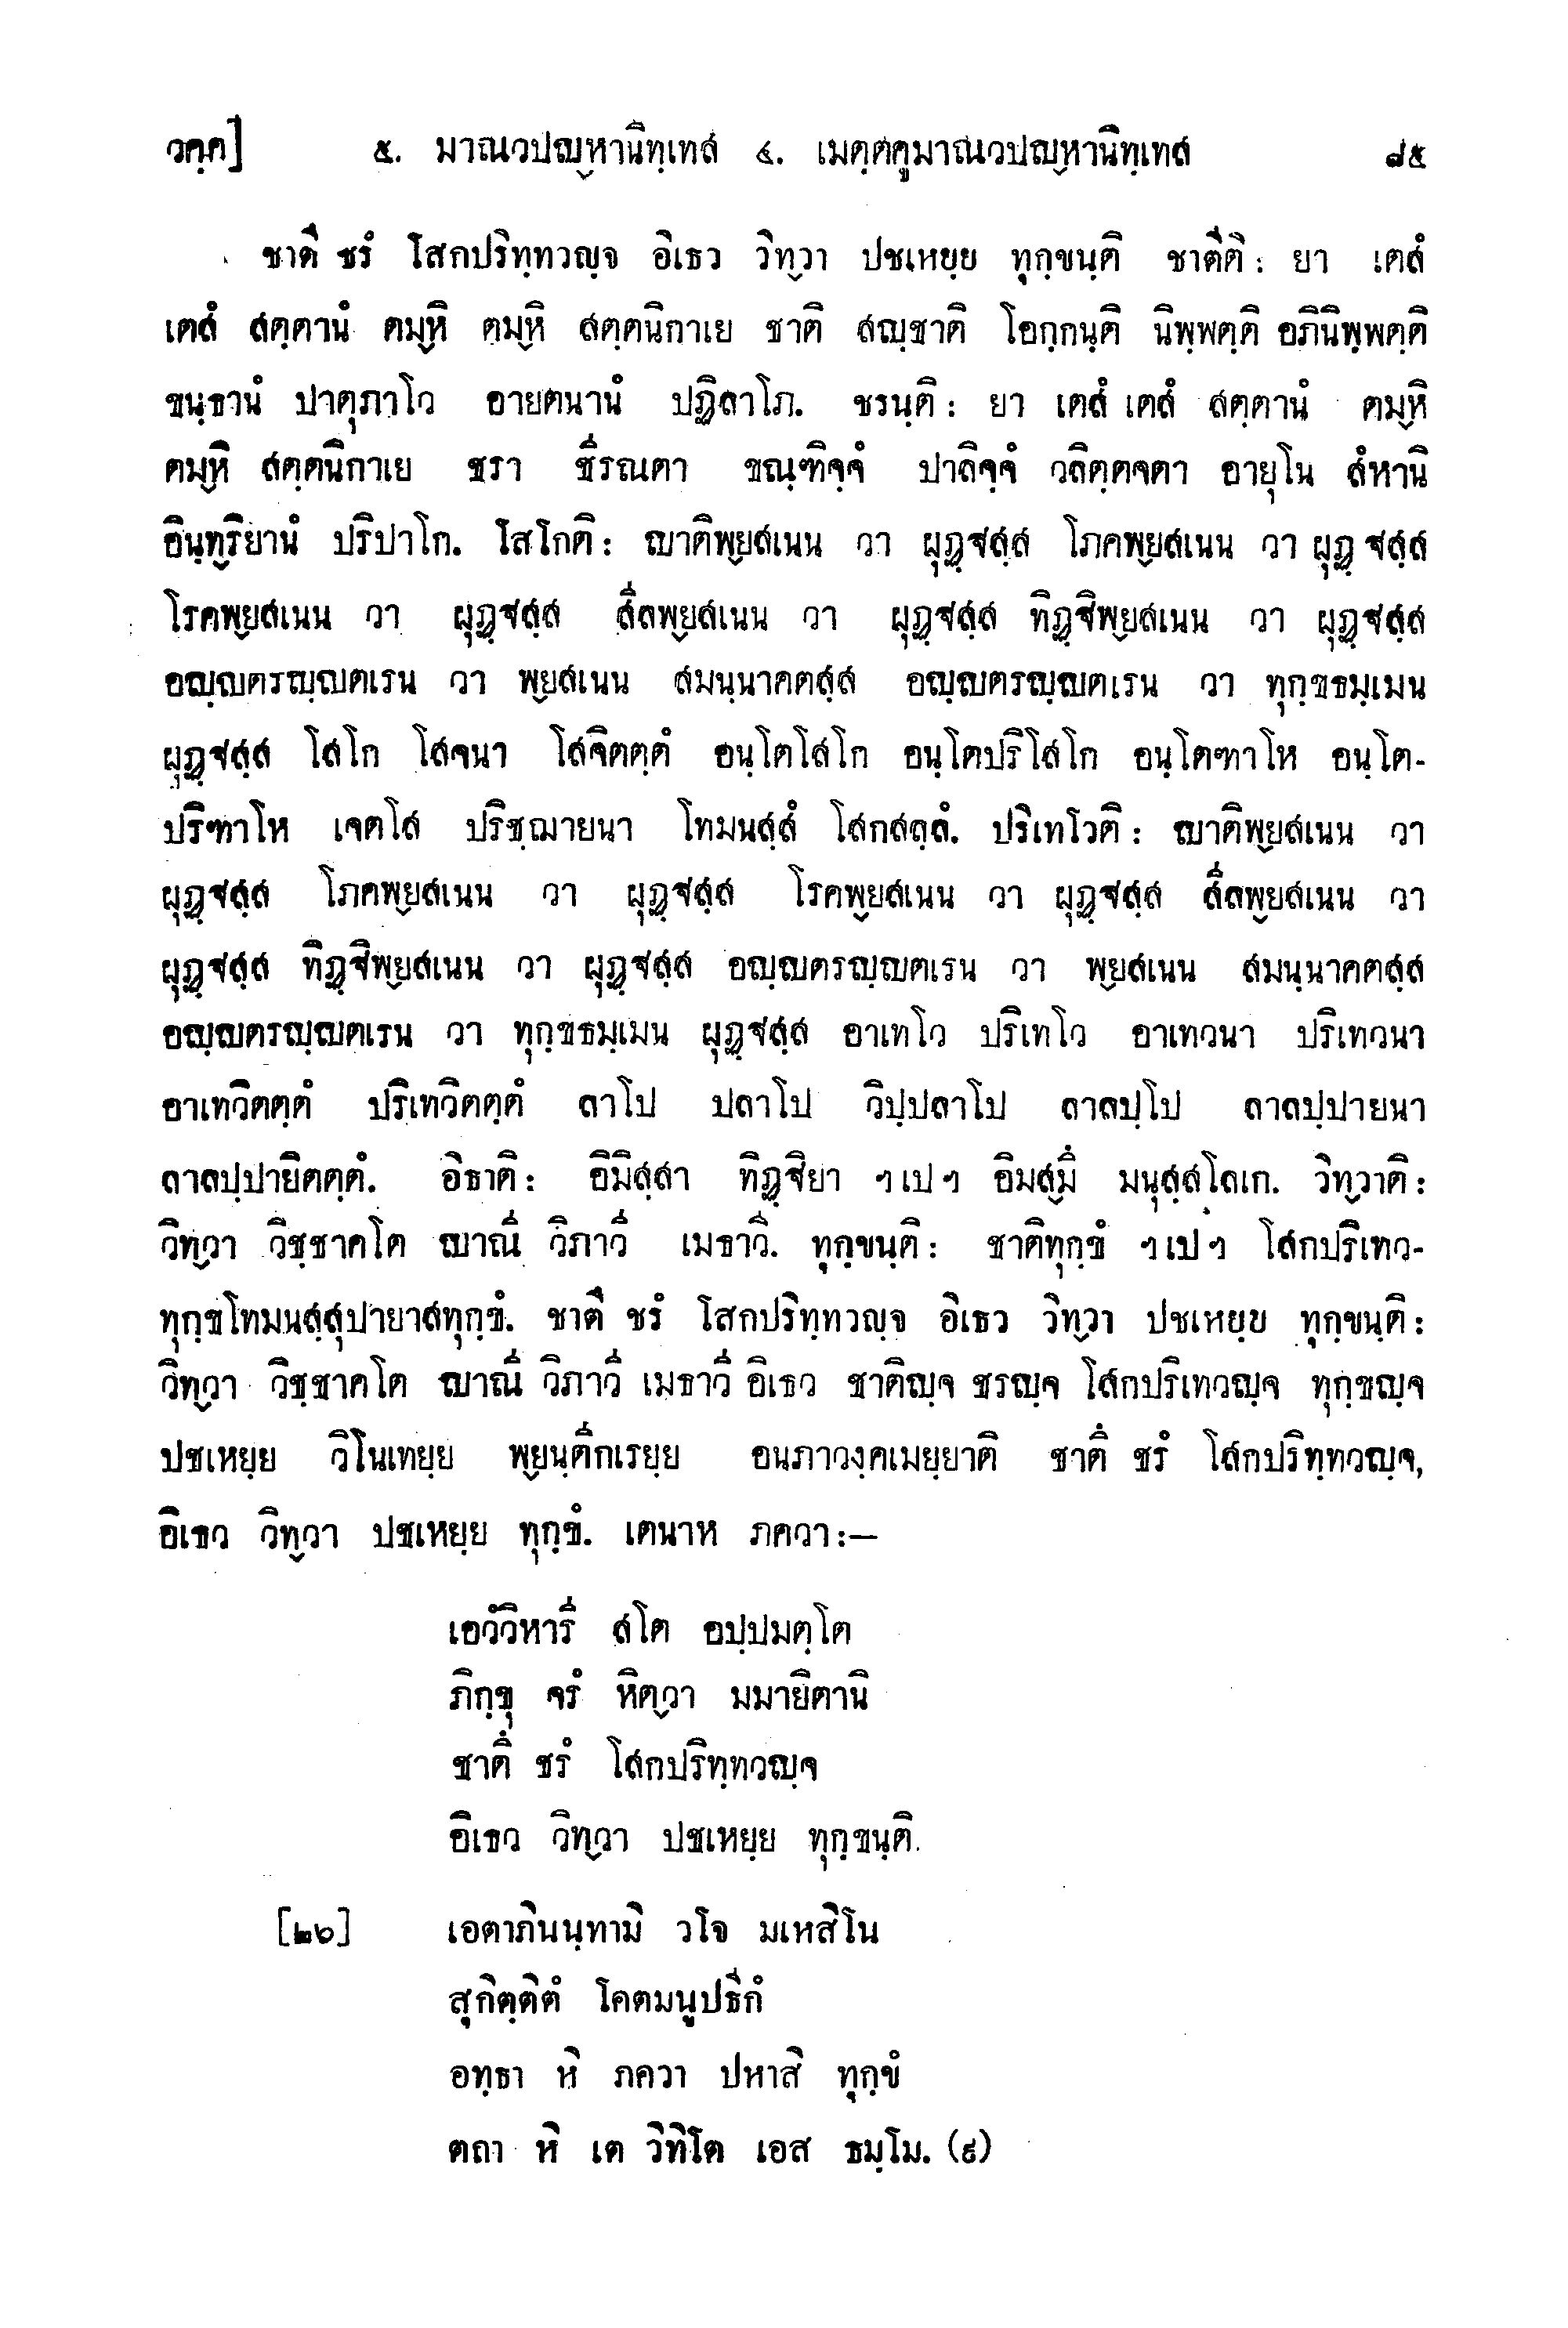 วคฺค]	๕. มาณวปญฺหานิทฺเทส ๔. เมตฺตคูมาณวปญฺหานิทฺเทส	๘๕
ชาตึ ชรํ โสกปริทฺทวญฺจ อิเธว วิทฺวา ปชเหยฺย ทุกฺขนฺติ ชาตีติ: ยา เตสํ
เตสํ สตฺตานํ ตมฺหิ ตมฺหิ สตฺตนิกาเย ชาติ สญฺชาติ โอกฺกนฺติ นิพฺพตฺติ อภินิพฺพตฺติ
ขนฺธานํ ปาตุภาโว อายตนานํ ปฏิลาโภ. ชรนฺติ: ยา เตสํ เตสํ สตฺตานํ ตมฺหิ
ตมฺหิ สตฺตนิกาเย ชรา ชีรณตา ขณฺฑิจฺจํ ปาลิจฺจํ วลิตฺตจตา อายุโน สํหานิ
อินฺทฺริยานํ ปริปาโก. โสโกติ: ญาติพฺยสเนน วา ผุฏฺฐสฺส โภคพฺยสเนน วา ผุฏฺฐสฺส
โรคพฺยสเนน วา ผุฏฺฐสฺส สีลพฺยสเนน วา ผุฏฺฐสฺส ทิฏฺฐิพฺยสเนน วา ผุฏฺฐสฺส
อญฺญตรญฺญตเรน วา พฺยสเนน สมนฺนาคตสฺส อญฺญตรญฺญตเรน วา ทุกฺขธมฺเมน
ผุฏฺฐสฺส โสโก โสจนา โสจิตตฺตํ อนฺโตโสโก อนฺโตปริโสโก อนฺโตฑาโห อนฺโต-
ปริฑาโห เจตโส ปริชฺฌายนา โทมนสฺสํ โสกสลฺลํ. ปริเทโวติ: ญาติพฺยสเนน วา
ผุฏฺฐสฺส โภคพฺยสเนน วา ผุฏฺฐสฺส โรคพฺยสเนน วา ผุฏฺฐสฺส สีลพฺยสเนน วา
ผุฏฺฐสฺส ทิฏฺฐิพฺยสเนน วา ผุฏฺฐสฺส อญฺญตรญฺญตเรน วา พฺยสเนน สมนฺนาคตสฺส
อญฺญตรญฺญตเรน วา ทุกฺขธมฺเมน ผุฏฺฐสฺส อาเทโว ปริเทโว อาเทวนา ปริเทวนา
อาเทวิตตฺตํ ปริเทวิตตฺตํ ลาโป ปลาโป วิปฺปลาโป ลาลปฺโป ลาลปฺปายนา
ลาลปฺปายิตตฺตํ. อิธาติ: อิมิสฺสา ทิฏฺฐิยา ฯเปฯ อิมสฺมึ มนุสฺสโลเก. วิทฺวาติ:
วิทฺวา วิชฺชาคโต ญาณี วิภาวี เมธาวี. ทุกฺขนฺติ: ชาติทุกฺขํ ฯเปฯ โสกปริเทว-
ทุกฺขโทมนสฺสุปายาสทุกฺขํ. ชาตึ ชรํ โสกปริทฺทวญฺจ อิเธว วิทฺวา ปชเหยฺย ทุกฺขนฺติ:
วิทฺวา วิชฺชาคโต ญาณี วิภาวี เมธาวี อิเธว ชาติญฺจ ชรญฺจ โสกปริเทวญฺจ ทุกฺขญฺจ
ปชเหยฺย วิโนเทยฺย พฺยนฺตีกเรยฺย อนภาวงฺคเมยฺยาติ ชาตึ ชรํ โสกปริทฺทวญฺจ,
อิเธว วิทฺวา ปชเหยฺย ทุกฺขํ. เตนาห ภควา:—
เอวํวิหารี สโต อปฺปมตฺโต
ภิกฺขุ จรํ หิตฺวา มมายิตานิ
ชาตึ ชรํ โสกปริทฺทวญฺจ
อิเธว วิทฺวา ปชเหยฺย ทุกฺขนฺติ.
[๒๖]	เอตาภินนฺทามิ วโจ มเหสิโน
สุกิตฺติตํ โคตมนูปธีกํ
อทฺธา หิ ภควา ปหาสิ ทุกฺขํ
ตถา หิ เต วิทิโต เอส ธมฺโม. (๙)